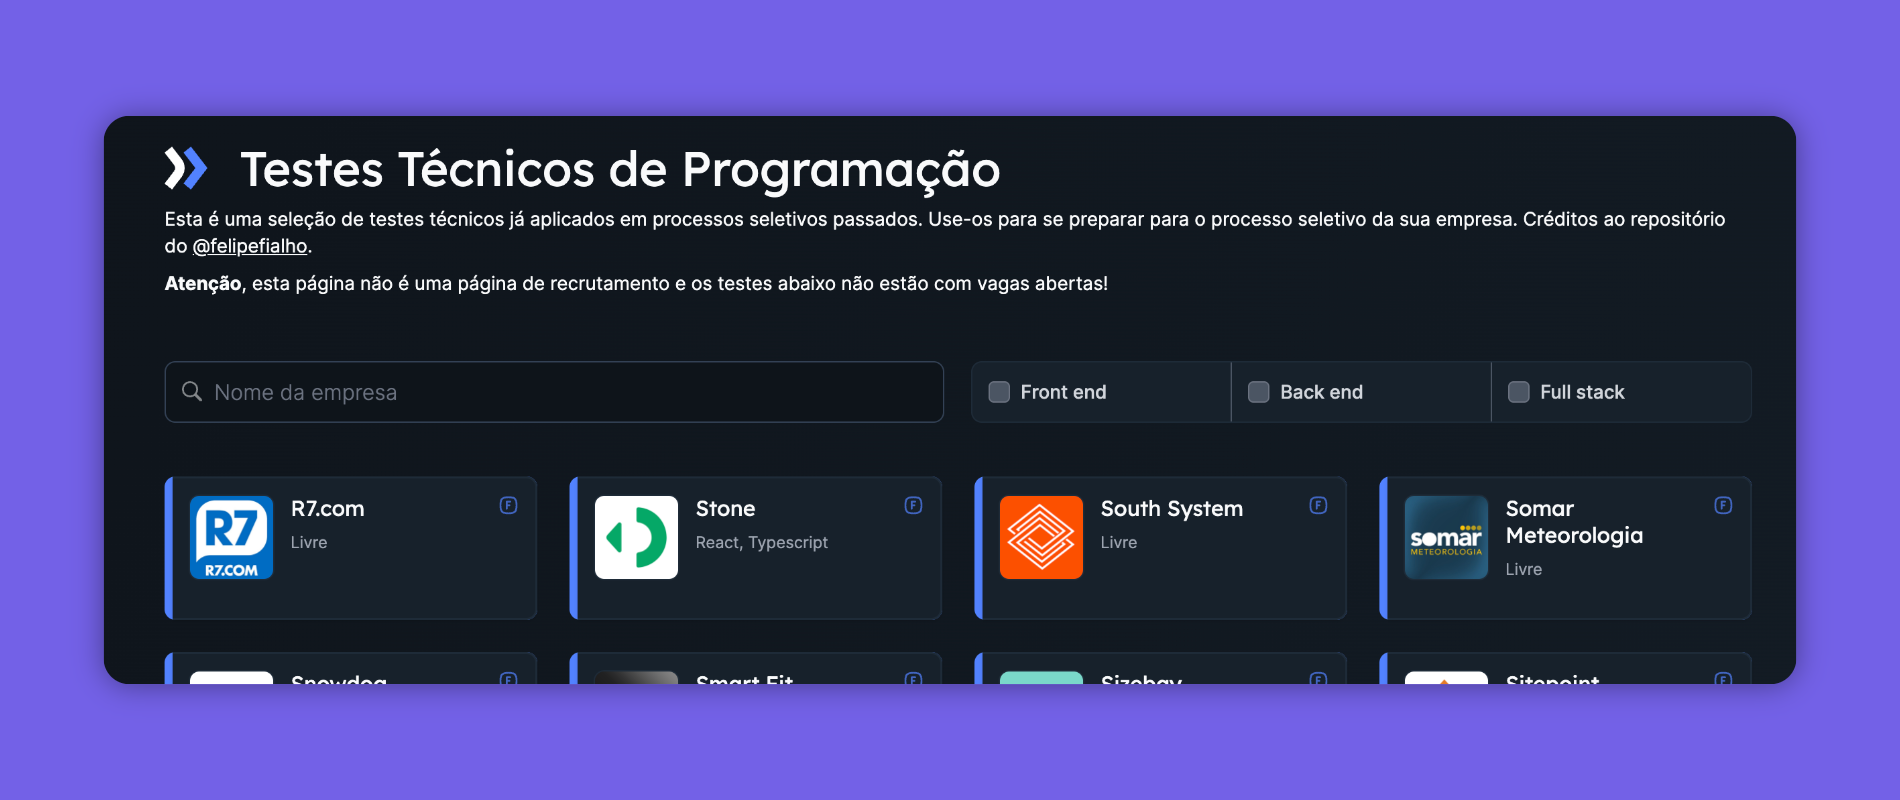 Testes Técnicos de Programação
Esta é uma seleção de testes técnicos já aplicados em processos seletivos passados. Use-os para se preparar para o processo seletivo da sua empresa. Créditos ao repositório
do @felipefialho.
Atenção, esta página não é uma página de recrutamento e os testes abaixo não estão com vagas abertas!
Nome da empresa
Front end
Back end
Full stack
R7
R7.COM
R7.com
F
Livre
Stone
F
React, Typescript
South System
F
Livre
somar
METEOROLOGIA
Somar
Meteorologia
F
Livre
Snowdog
F
Smart Fit
F
Sizebay
F
Sitepoint
F